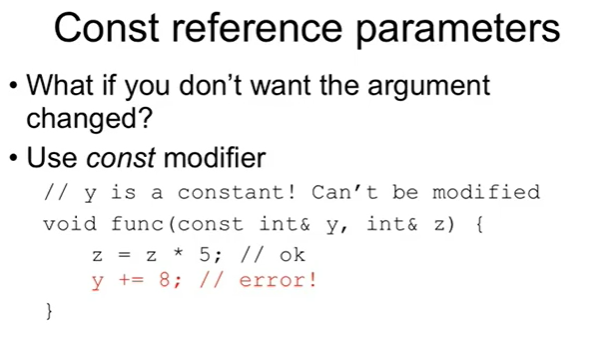 Const reference parameters
• What if you don’t want the argument
changed?
• Use const modifier
// y is a constant! Can’t be modified
void func(const int& y, int& z) {
z = z * 5; // ok
y += 8; // error!
}